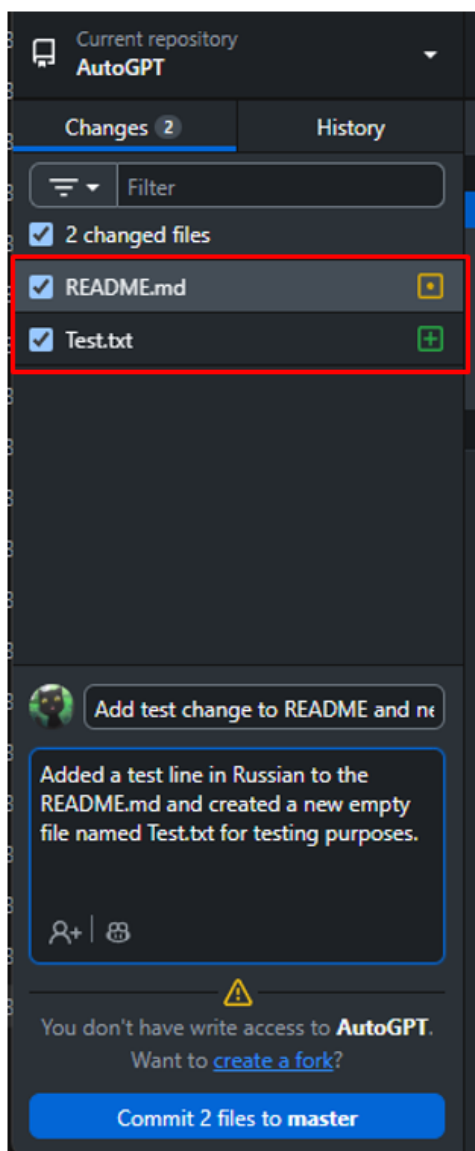 Current repository
AutoGPT
Changes 2
History
Filter
2 changed files
README.md
Test.txt
Add test change to README and ne
Added a test line in Russian to the
README.md and created a new empty
file named Test.txt for testing purposes.
You don't have write access to AutoGPT.
Want to create a fork?
Commit 2 files to master